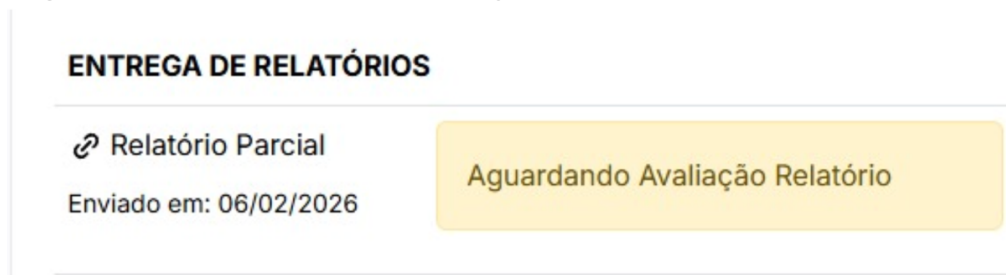 ENTREGA DE RELATÓRIOS
Relatório Parcial
Aguardando Avaliação Relatório
Enviado em: 06/02/2026